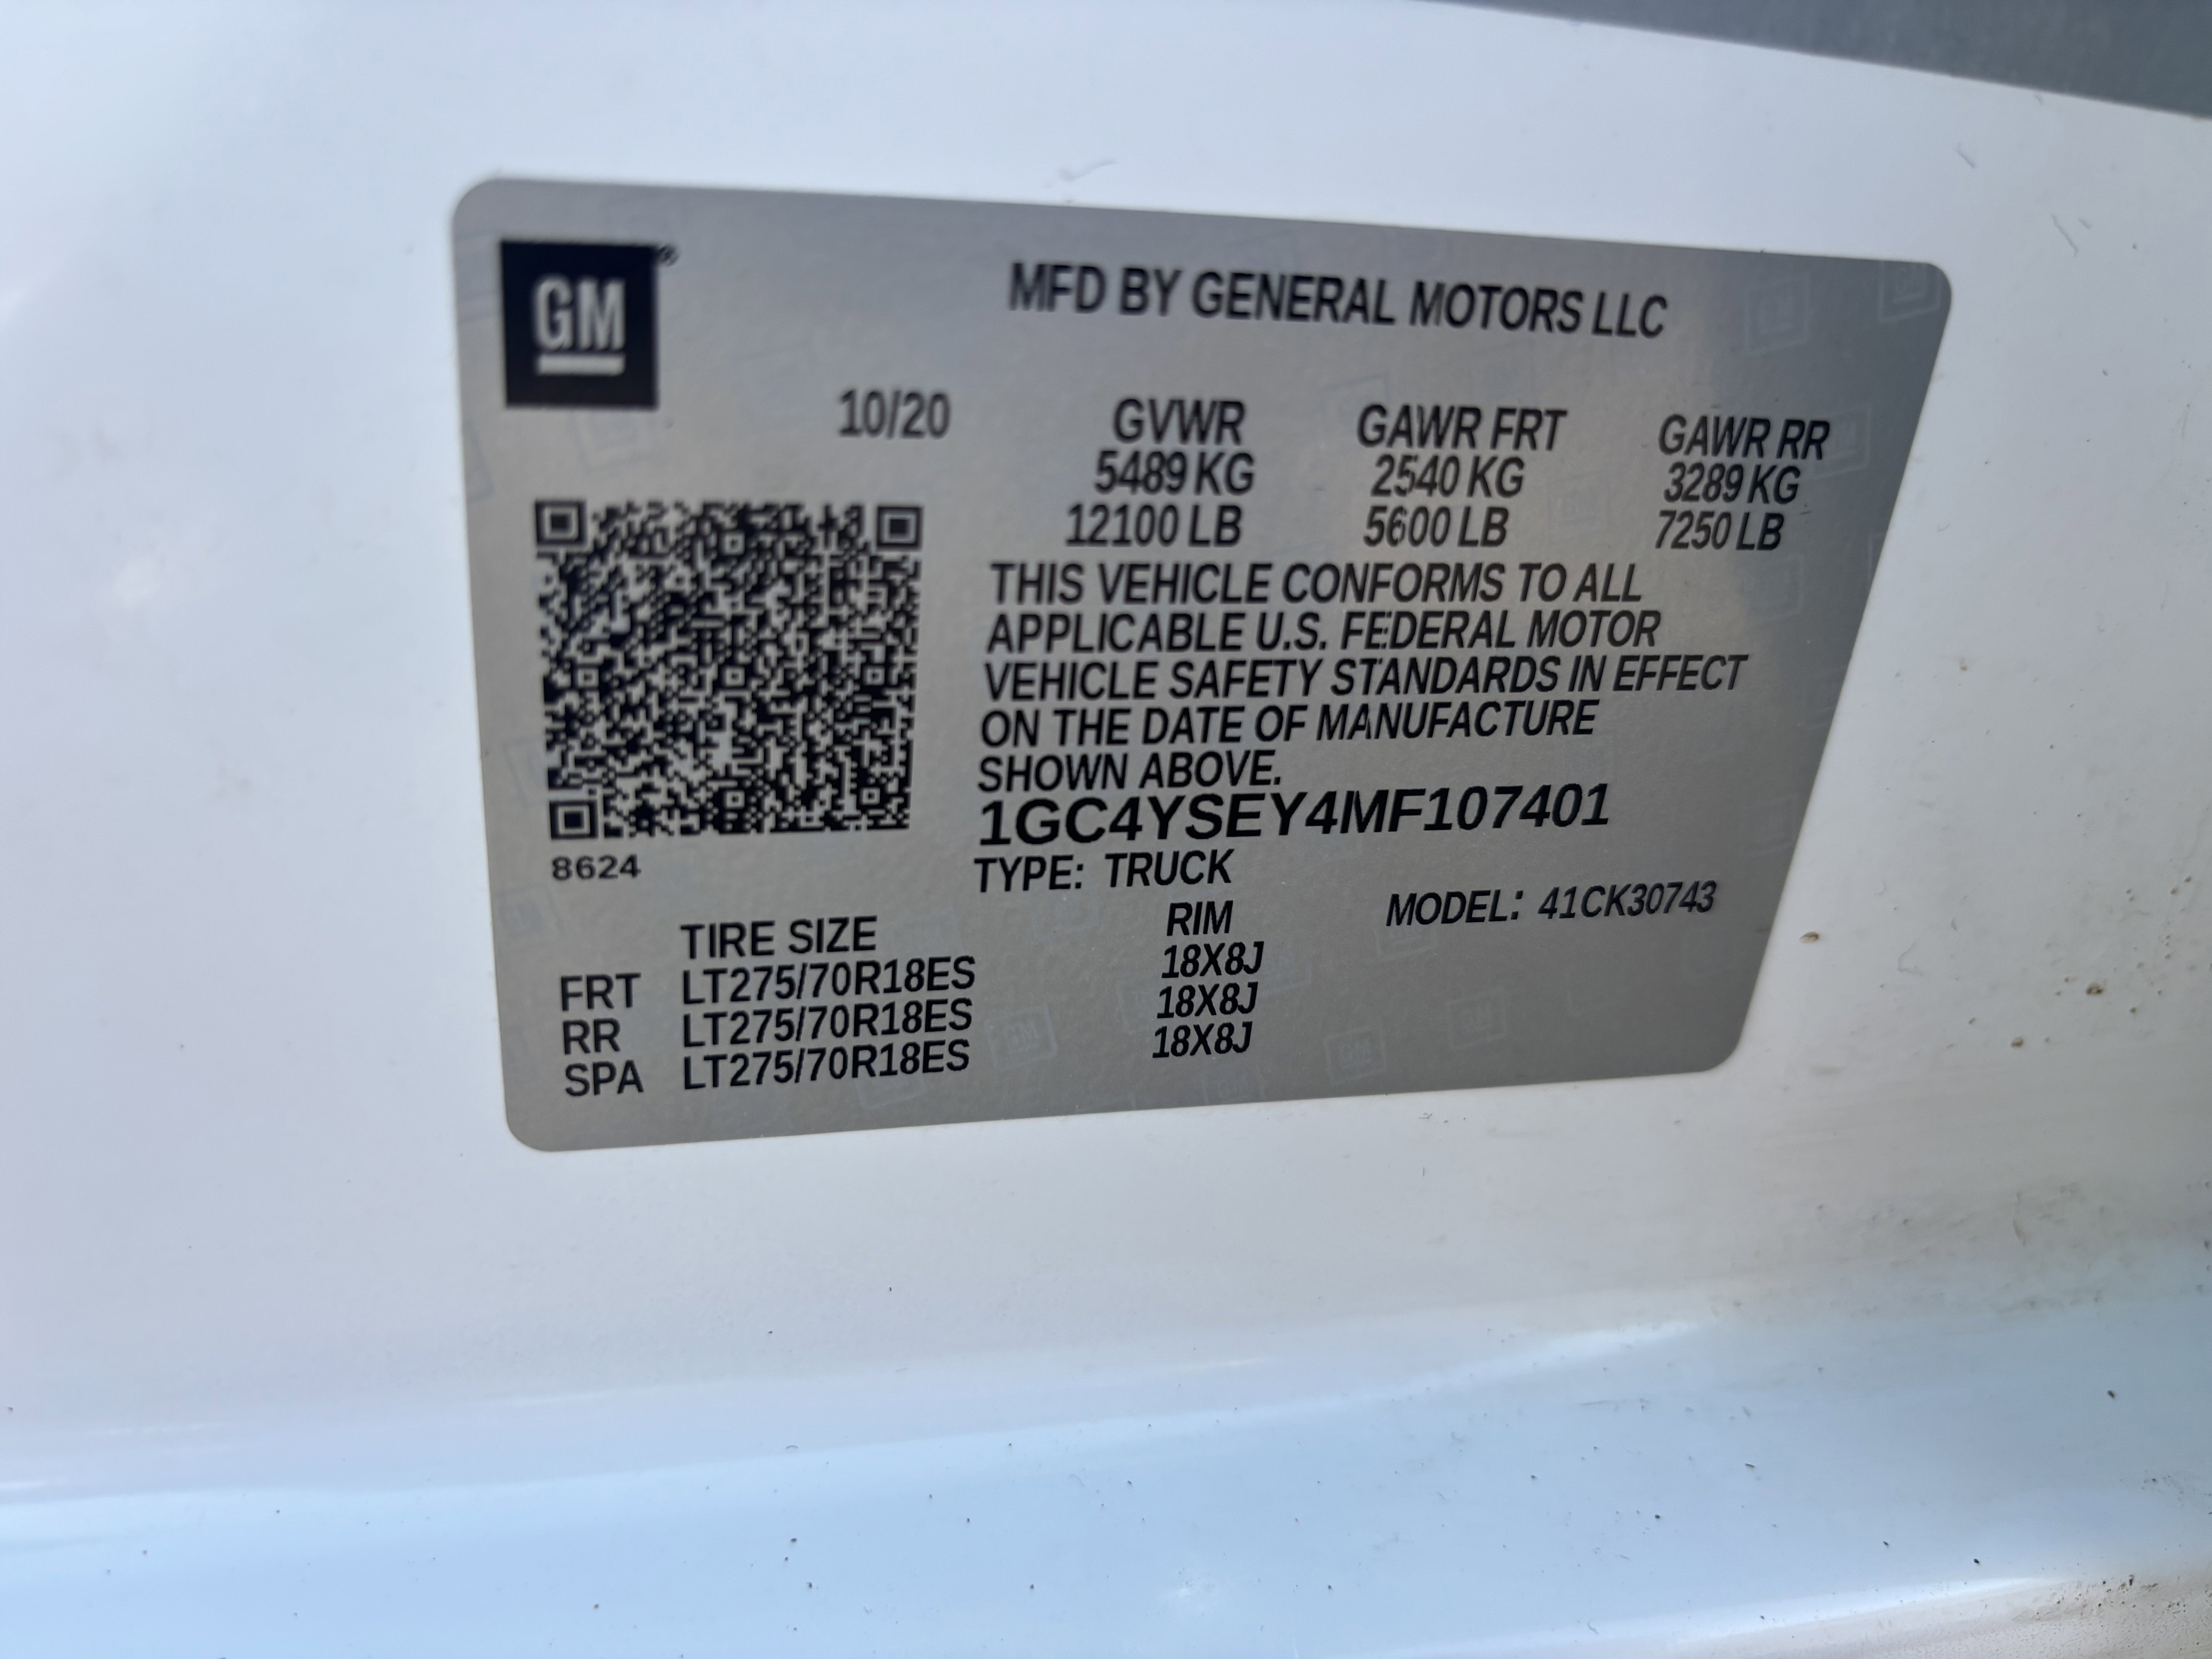 GM
MFD BY GENERAL MOTORS LLC
10/20
GVWR GAWR FRT GAWR RR
5489 KG 2540 KG 3289 KG
12100 LB 5600 LB 7250 LB
THIS VEHICLE CONFORMS TO ALL
APPLICABLE U.S. FEDERAL MOTOR
VEHICLE SAFETY STANDARDS IN EFFECT
ON THE DATE OF MANUFACTURE
SHOWN ABOVE.
1GC4YSEY4MF107401
8624
TYPE: TRUCK
MODEL: 41CK30743
TIRE SIZE RIM
FRT LT275/70R18ES 18X8J
RR LT275/70R18ES 18X8J
SPA LT275/70R18ES 18X8J